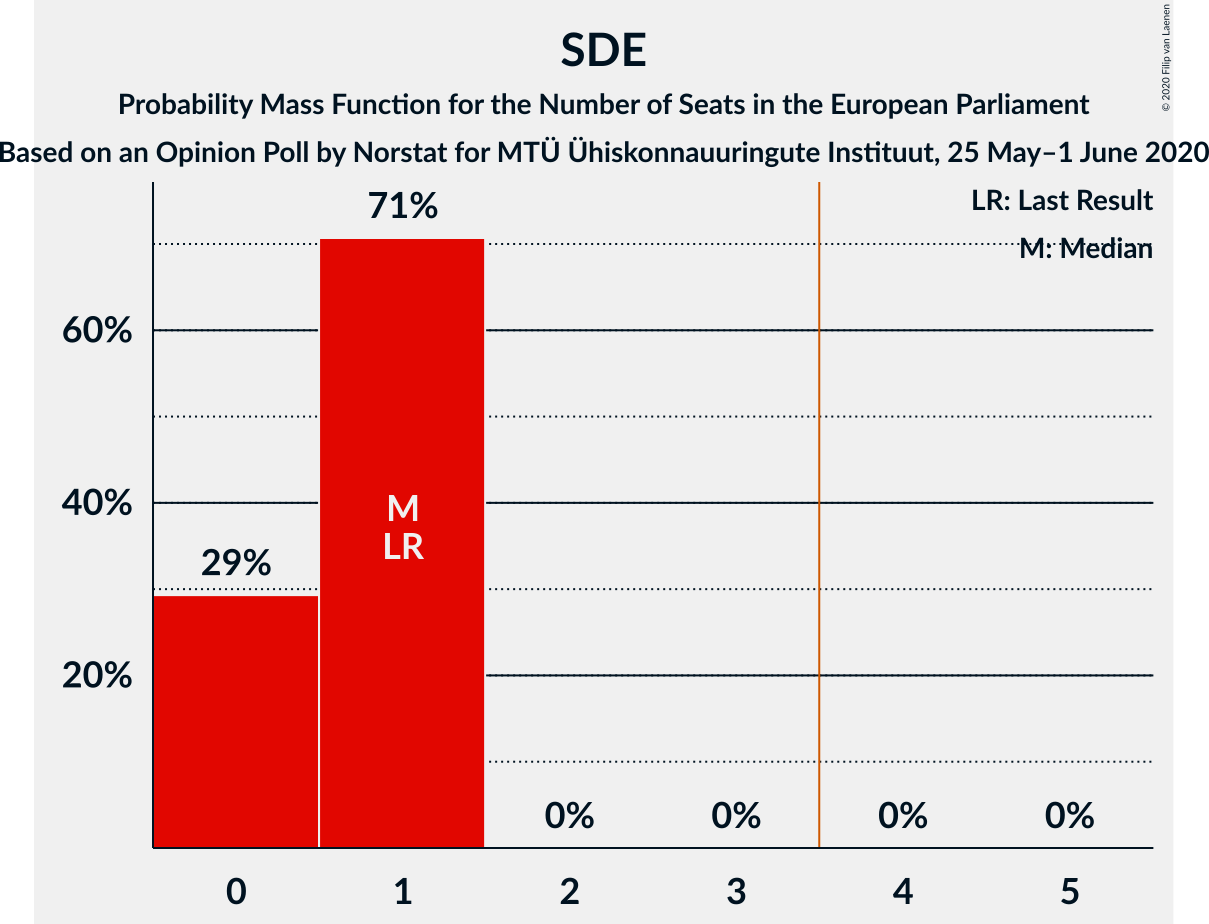 SDE
Probability Mass Function for the Number of Seats in the European Parliament
Based on an Opinion Poll by Norstat for MTÜ Ühiskonnauuringute Instituut, 25 May–1 June 2020
© 2020 Filip van Laenen
LR: Last Result
M: Median
71%
60%
40%
M
LR
29%
20%
0% 0% 0% 0%
0 1 2 3 4 5